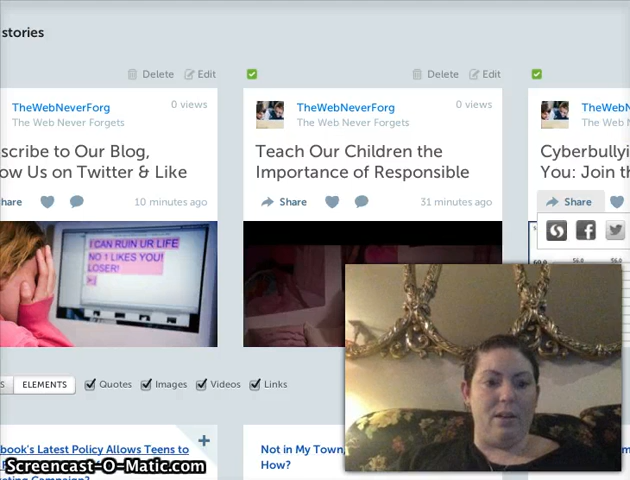 stories
Delete Edit
Delete Edit
TheWebNeverForg
0 views
The Web Never Forgets
scribe to Our Blog,
ow Us on Twitter & Like
hare
10 minutes ago
I CAN RUIN UR LIFE
NO 1 LIKES YOU!
LOSER!
TheWebNeverForg
0 views
The Web Never Forgets
Teach Our Children the
Importance of Responsible
Share
31 minutes ago
TheWebN
The Web N
Cyberbullyi
You: Join th
Share
S ELEMENTS Quotes Images Videos Links
book's Latest Policy Allows Teens to
Not in My Town,
How?
Screencast-O-Matic.com